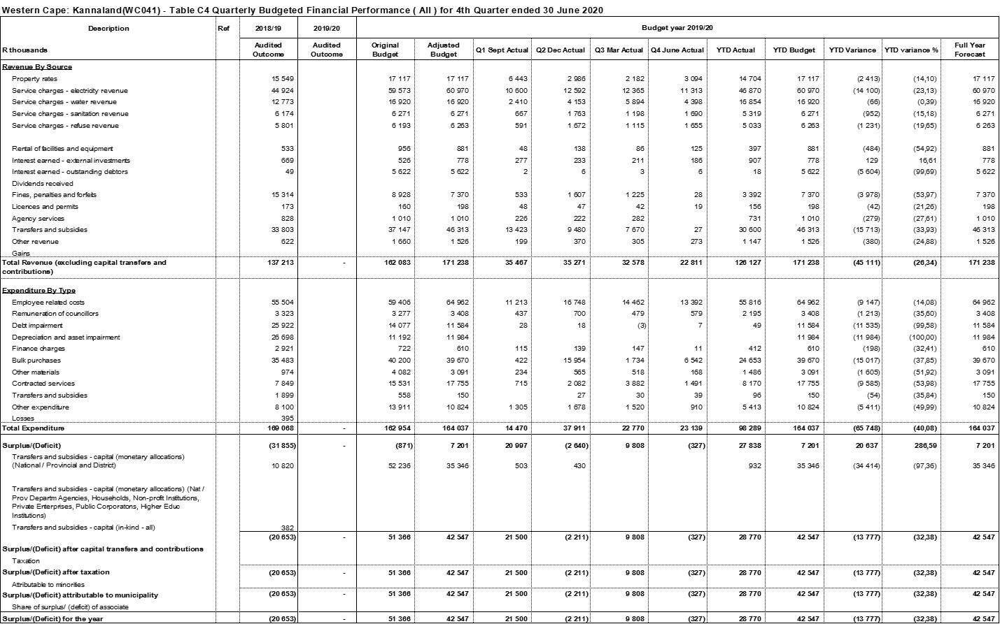 Western Cape: Kannaland(WC041) - Table C4 Quarterly Budgeted Financial Performance ( All ) for 4th Quarter ended 30 June 2020
Description Ref 2018/19 2019/20 Budget year 2019/20
R thousands Audited Outcome Audited Outcome Original Budget Adjusted Budget Q1 Sept Actual Q2 Dec Actual Q3 Mar Actual Q4 June Actual YTD Actual YTD Budget YTD Variance YTD variance % Full Year Forecast
Revenue By Source
Property rates 15 549 17 117 17 117 6 443 2 986 2 182 3 094 14 704 17 117 (2 413) (14,10) 17 117
Service charges - electricity revenue 44 924 59 573 60 970 10 600 12 592 12 365 11 313 46 870 60 970 (14 100) (23,13) 60 970
Service charges - water revenue 12 773 16 920 16 920 2 410 4 153 5 894 4 398 16 854 16 920 (66) (0,39) 16 920
Service charges - sanitation revenue 6 174 6 271 6 271 667 1 763 1 198 1 690 5 319 6 271 (952) (15,18) 6 271
Service charges - refuse revenue 5 801 6 193 6 263 591 1 672 1 115 1 655 5 033 6 263 (1 231) (19,65) 6 263
Rental of facilities and equipment 533 956 881 48 138 86 125 397 881 (484) (54,92) 881
Interest earned - external investments 669 526 778 277 233 211 186 907 778 129 16,61 778
Interest earned - outstanding debtors 49 5 622 5 622 2 6 3 6 18 5 622 (5 604) (99,69) 5 622
Dividends received
Fines, penalties and forfeits 15 314 8 928 7 370 533 1 607 1 225 28 3 392 7 370 (3 978) (53,97) 7 370
Licences and permits 173 160 198 48 47 42 19 156 198 (42) (21,26) 198
Agency services 828 1 010 1 010 226 222 282 731 1 010 (279) (27,61) 1 010
Transfers and subsidies 33 803 37 147 46 313 13 423 9 480 7 670 27 30 600 46 313 (15 713) (33,93) 46 313
Other revenue 622 1 660 1 526 199 370 305 273 1 147 1 526 (380) (24,88) 1 526
Gains
Total Revenue (excluding capital transfers and 137 213 - 162 083 171 238 35 467 35 271 32 578 22 811 126 127 171 238 (45 111) (26,34) 171 238
contributions)
Expenditure By Type
Employee related costs 55 504 59 406 64 962 11 213 16 748 14 462 13 392 55 816 64 962 (9 147) (14,08) 64 962
Remuneration of councillors 3 323 3 277 3 408 437 700 479 579 2 195 3 408 (1 213) (35,60) 3 408
Debt impairment 25 922 14 077 11 584 28 18 (3) 7 49 11 584 (11 535) (99,58) 11 584
Depreciation and asset impairment 26 698 11 192 11 984 11 984 (11 984) (100,00) 11 984
Finance charges 2 921 722 610 115 139 147 11 412 610 (198) (32,41) 610
Bulk purchases 35 483 40 200 39 670 422 15 954 1 734 6 542 24 653 39 670 (15 017) (37,85) 39 670
Other materials 974 4 082 3 091 234 565 518 168 1 486 3 091 (1 605) (51,92) 3 091
Contracted services 7 849 15 531 17 755 715 2 082 3 882 1 491 8 170 17 755 (9 585) (53,98) 17 755
Transfers and subsidies 1 899 558 150 27 30 39 96 150 (54) (35,84) 150
Other expenditure 8 100 13 911 10 824 1 305 1 678 1 520 910 5 413 10 824 (5 411) (49,99) 10 824
Losses 395
Total Expenditure 169 068 - 162 954 164 037 14 470 37 911 22 770 23 139 98 289 164 037 (65 748) (40,08) 164 037
Surplus/(Deficit) (31 855) - (871) 7 201 20 997 (2 640) 9 808 (327) 27 838 7 201 20 637 286,59 7 201
Transfers and subsidies - capital (monetary allocations)
(National / Provincial and District) 10 820 52 236 35 346 503 430 932 35 346 (34 414) (97,36) 35 346
Transfers and subsidies - capital (monetary allocations) (Nat /
Prov Departm Agencies, Households, Non-profit Institutions,
Private Enterprises, Public Corporatons, Higher Educ
Institutions)
Transfers and subsidies - capital (in-kind - all) 382
(20 653) - 51 366 42 547 21 500 (2 211) 9 808 (327) 28 770 42 547 (13 777) (32,38) 42 547
Surplus/(Deficit) after capital transfers and contributions
Taxation
Surplus/(Deficit) after taxation (20 653) - 51 366 42 547 21 500 (2 211) 9 808 (327) 28 770 42 547 (13 777) (32,38) 42 547
Attributable to minorities
Surplus/(Deficit) attributable to municipality (20 653) - 51 366 42 547 21 500 (2 211) 9 808 (327) 28 770 42 547 (13 777) (32,38) 42 547
Share of surplus/ (deficit) of associate
Surplus/(Deficit) for the year (20 653) - 51 366 42 547 21 500 (2 211) 9 808 (327) 28 770 42 547 (13 777) (32,38) 42 547